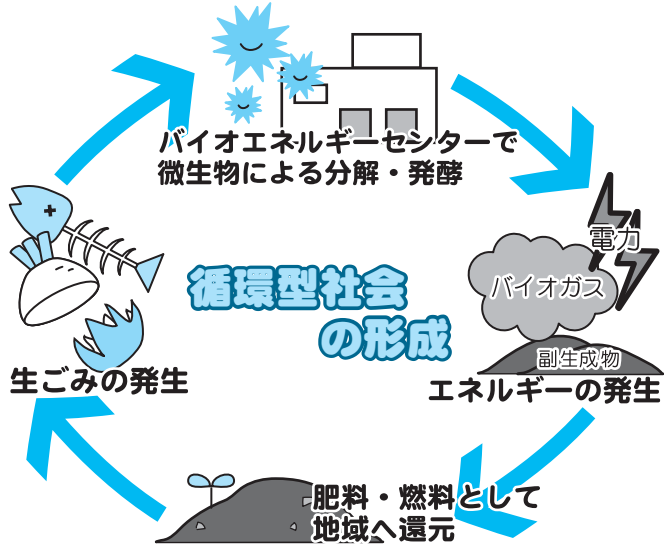 バイオエネルギーセンターで
微生物による分解・発酵
電力
バイオガス
副生成物
エネルギーの発生
肥料・燃料として
地域へ還元
生ごみの発生
循環型社会
の形成